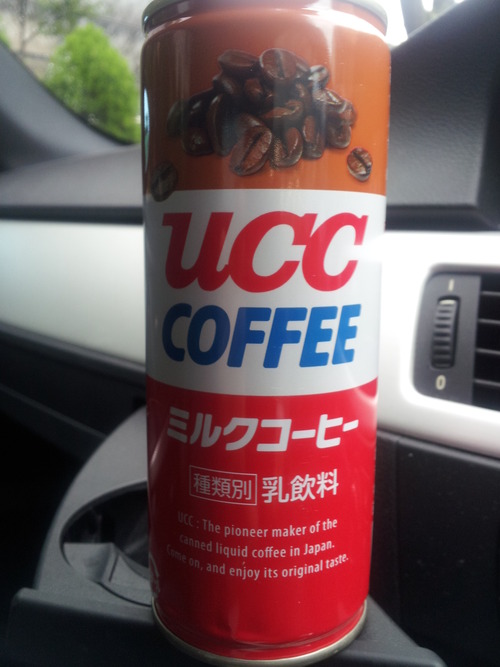 UCC
COFFEE
ミルクコーヒー
種類別 乳飲料
UCC : The pioneer maker of the
canned liquid coffee in Japan.
Come on, and enjoy its original taste.
0